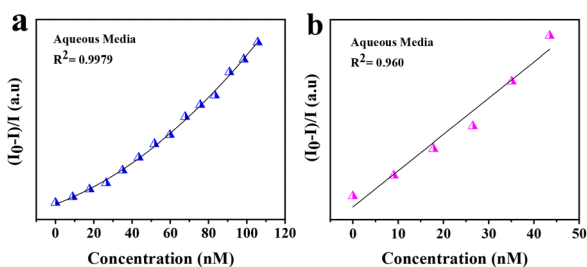 a
Aqueous Media
R2= 0.9979
(I0-I)/I (a.u)
0 20 40 60 80 100 120
Concentration (nM)
b
Aqueous Media
R2= 0.960
(I0-I)/I (a.u)
0 10 20 30 40 50
Concentration (nM)